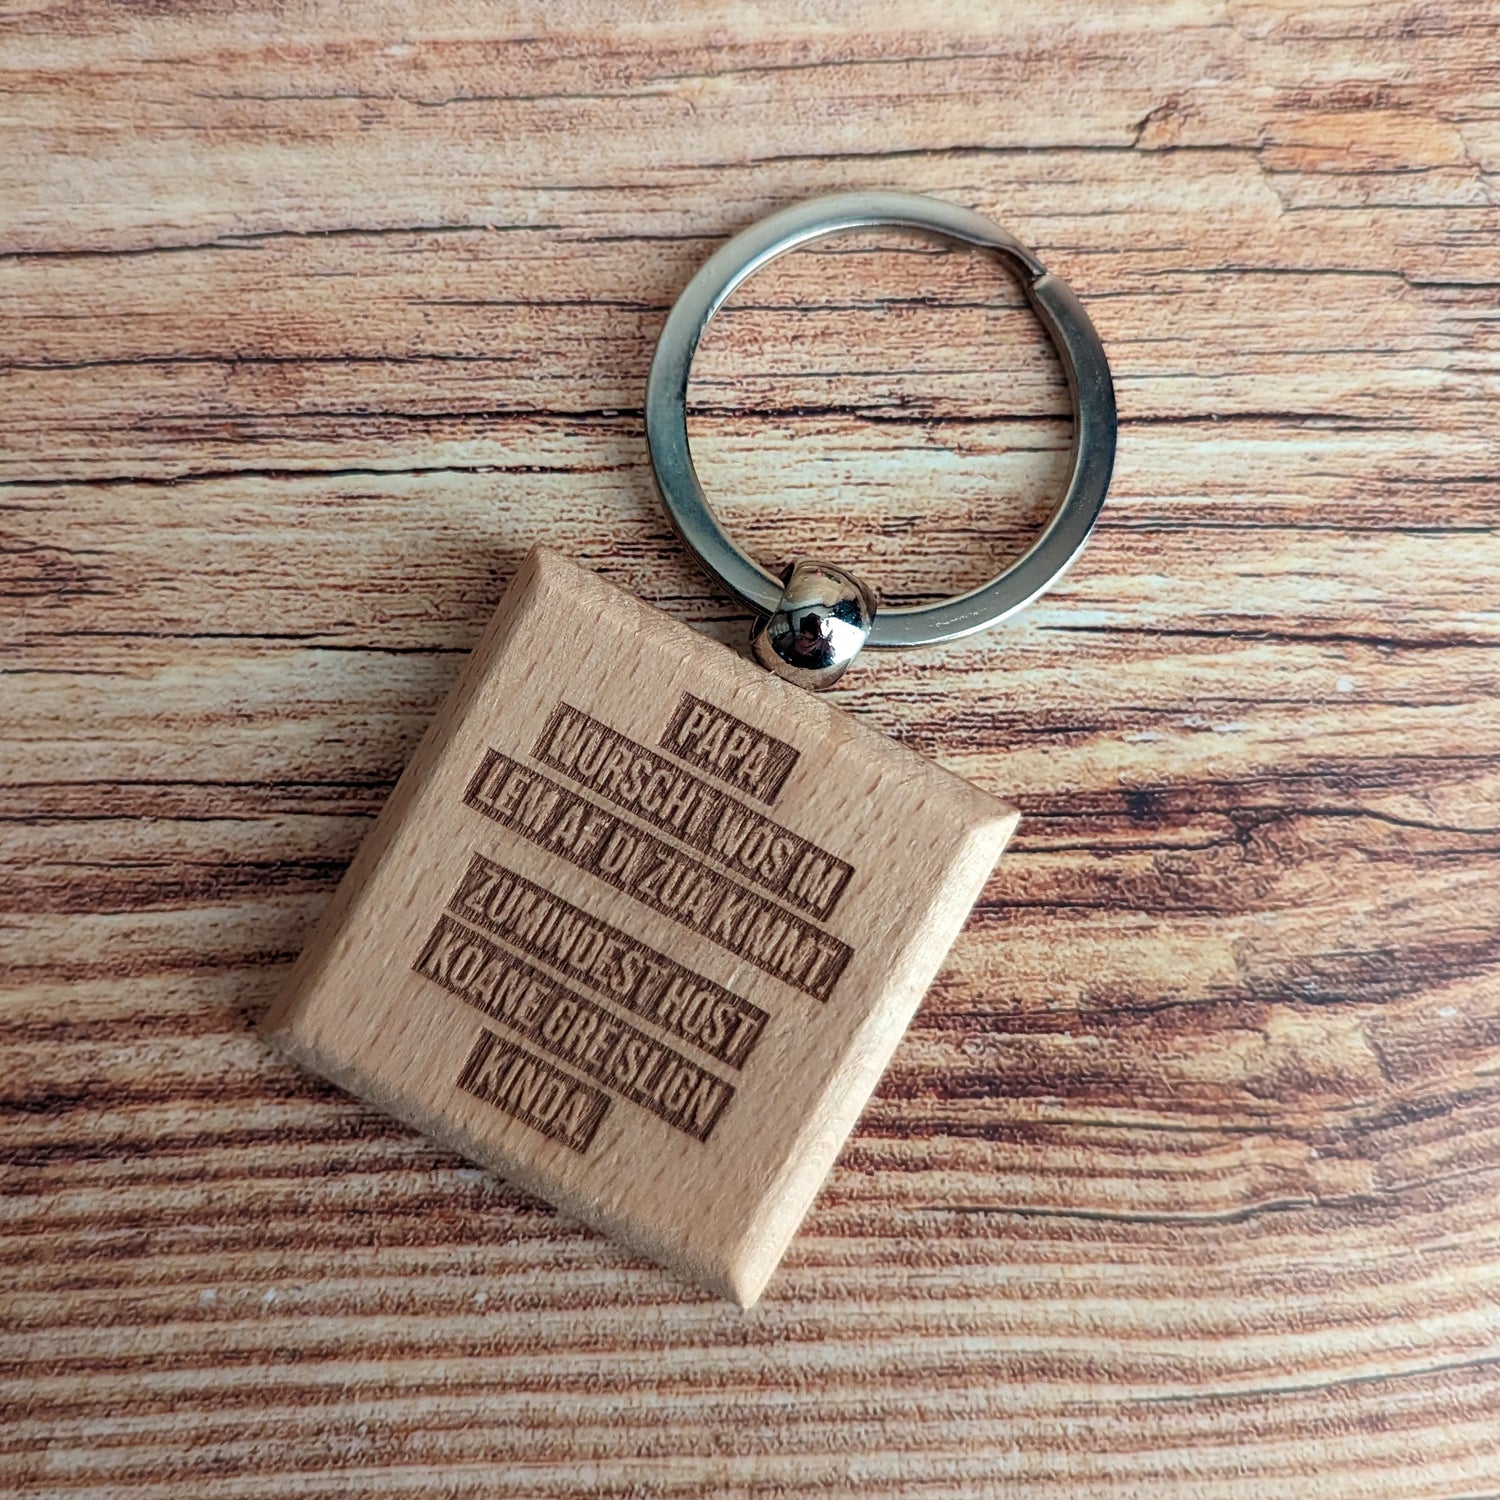 PAPA
WURSCHT WOS IM
LEM AF DI ZUA KIMMT.
ZUMINDEST HOST
KOANE GREISLIGN
KINDA.